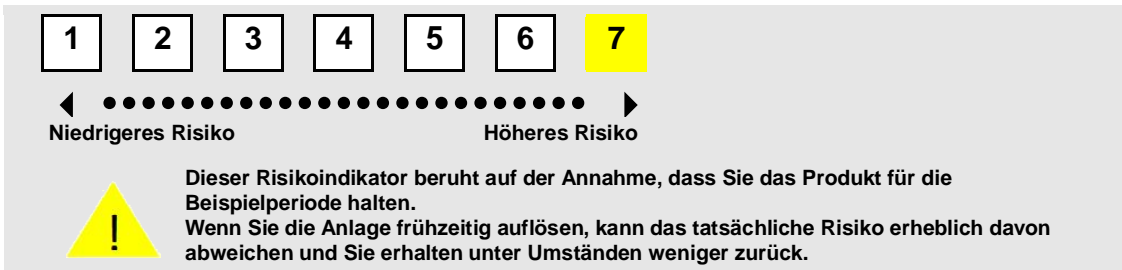 1 2 3 4 5 6 7
Niedrigeres Risiko Höheres Risiko
Dieser Risikoindikator beruht auf der Annahme, dass Sie das Produkt für die
Beispielperiode halten.
Wenn Sie die Anlage frühzeitig auflösen, kann das tatsächliche Risiko erheblich davon
abweichen und Sie erhalten unter Umständen weniger zurück.
!